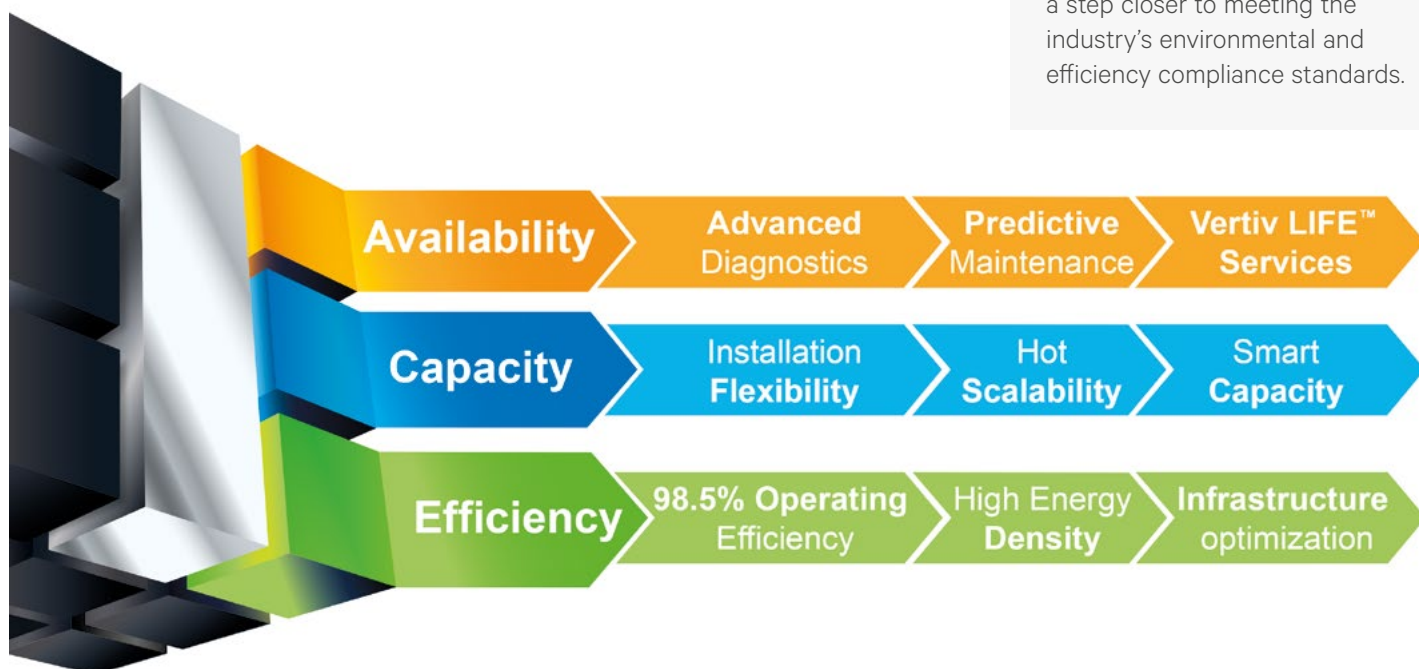 a step closer to meeting the
industry’s environmental and
efficiency compliance standards.
Availability
Advanced
Diagnostics
Predictive
Maintenance
Vertiv LIFE™
Services
Capacity
Installation
Flexibility
Hot
Scalability
Smart
Capacity
Efficiency
98.5% Operating
Efficiency
High Energy
Density
Infrastructure
optimization